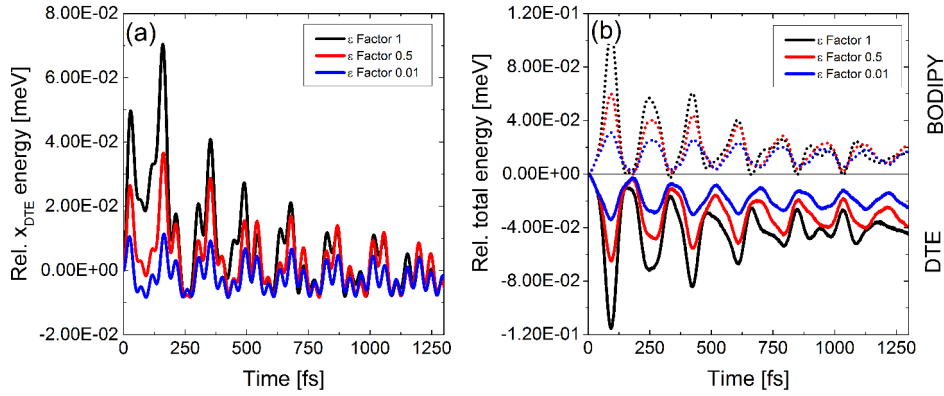 (a)
ε Factor 1
ε Factor 0.5
ε Factor 0.01
8.00E-02
6.00E-02
4.00E-02
2.00E-02
0.00E+00
-2.00E-02
Rel. xDTE energy [meV]
0 250 500 750 1000 1250
Time [fs]
(b)
ε Factor 1
ε Factor 0.5
ε Factor 0.01
1.20E-01
8.00E-02
4.00E-02
0.00E+00
-4.00E-02
-8.00E-02
-1.20E-01
Rel. total energy [meV]
0 250 500 750 1000 1250
Time [fs]
BODIPY
DTE